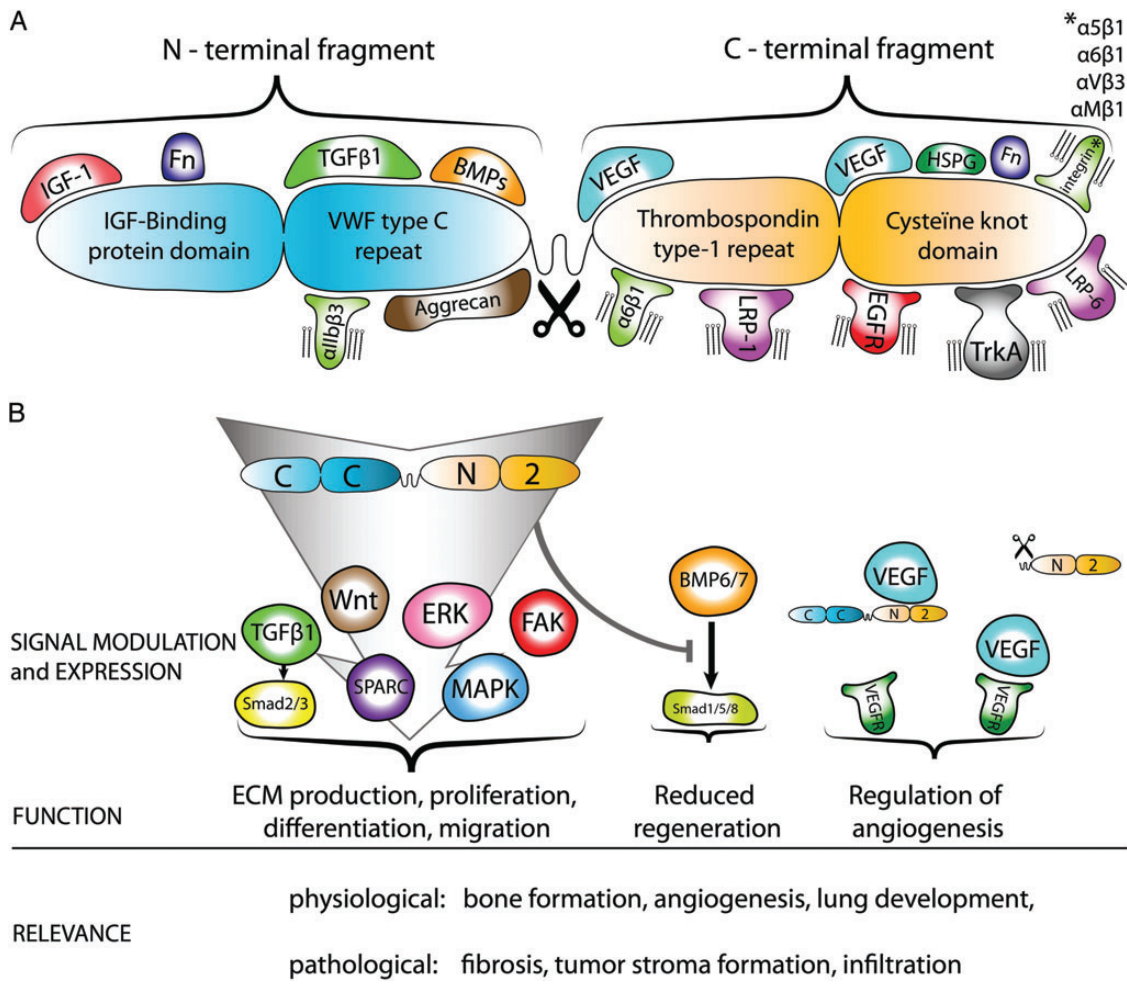 A
N - terminal fragment
C - terminal fragment
*α5β1
α6β1
αVβ3
αMβ1
IGF-1
Fn
TGFβ1
BMPs
VEGF
VEGF
HSPG
Fn
integrin*
IGF-Binding
protein domain
VWF type C
repeat
Thrombospondin
type-1 repeat
Cysteïne knot
domain
αIIbβ3
Aggrecan
α6β1
LRP-1
EGFR
TrkA
LRP-6
B
C C N 2
SIGNAL MODULATION
and EXPRESSION
TGFβ1
Wnt
ERK
FAK
Smad2/3
SPARC
MAPK
BMP6/7
Smad1/5/8
VEGF
C C N 2
N 2
VEGF
VEGFR
VEGFR
FUNCTION
ECM production, proliferation,
differentiation, migration
Reduced
regeneration
Regulation of
angiogenesis
RELEVANCE
physiological: bone formation, angiogenesis, lung development,
pathological: fibrosis, tumor stroma formation, infiltration